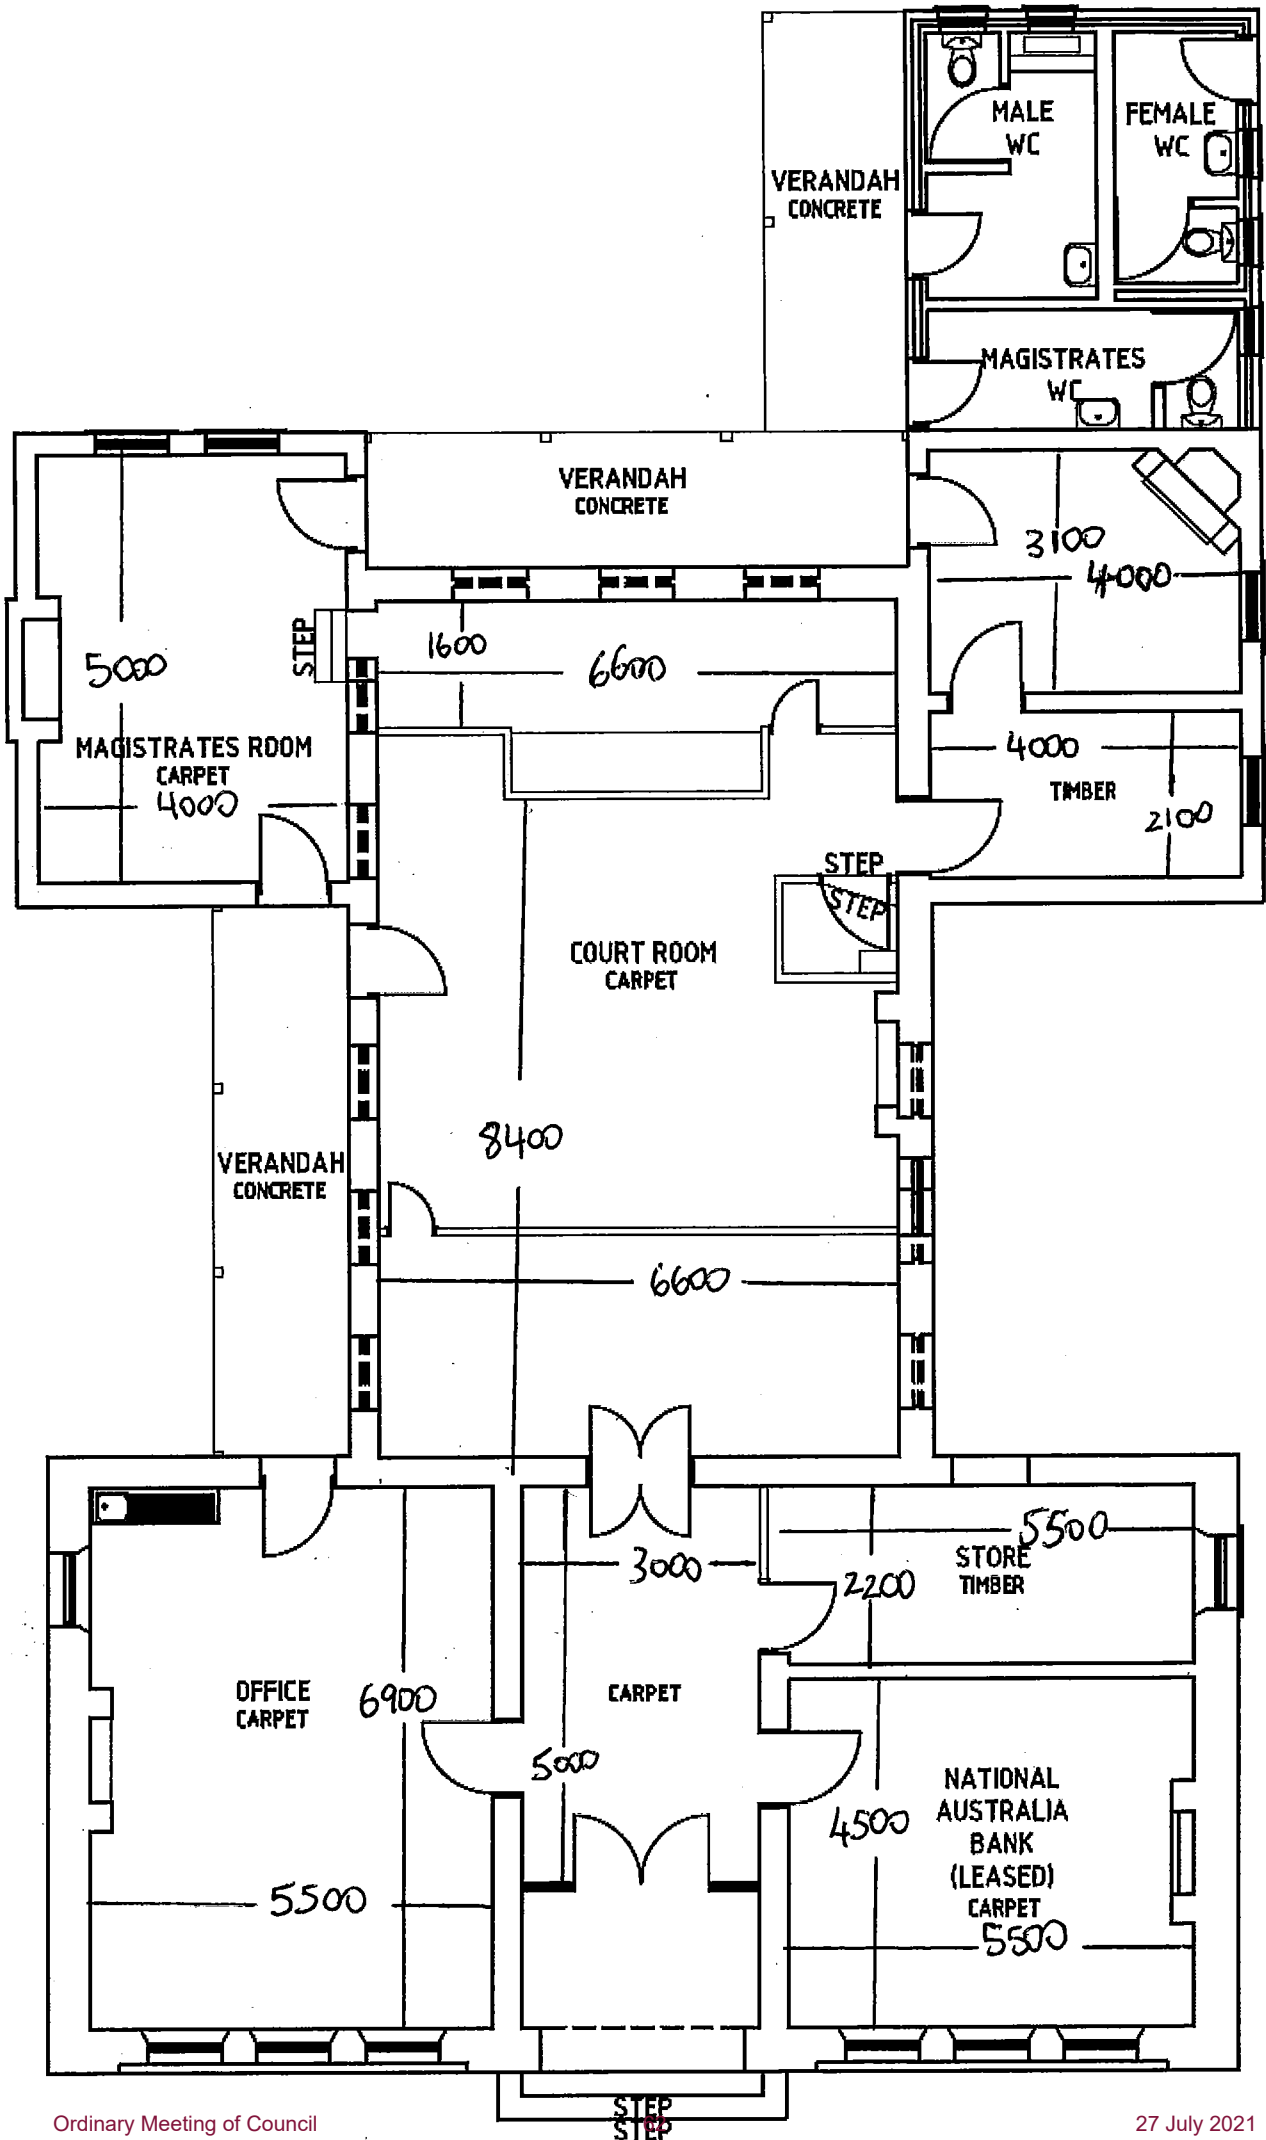 MALE
WC
FEMALE
WC
VERANDAH
CONCRETE
MAGISTRATES
WC
VERANDAH
CONCRETE
3100
4000
STEP
1600
6600
5000
MAGISTRATES ROOM
CARPET
4000
4000
TIMBER
2100
STEP
STEP
COURT ROOM
CARPET
8400
VERANDAH
CONCRETE
6600
5500
STORE
TIMBER
3000
2200
OFFICE
CARPET
6900
CARPET
5000
NATIONAL
AUSTRALIA
BANK
(LEASED)
CARPET
4500
5500
5500
STEP
STEP
Ordinary Meeting of Council
27 July 2021